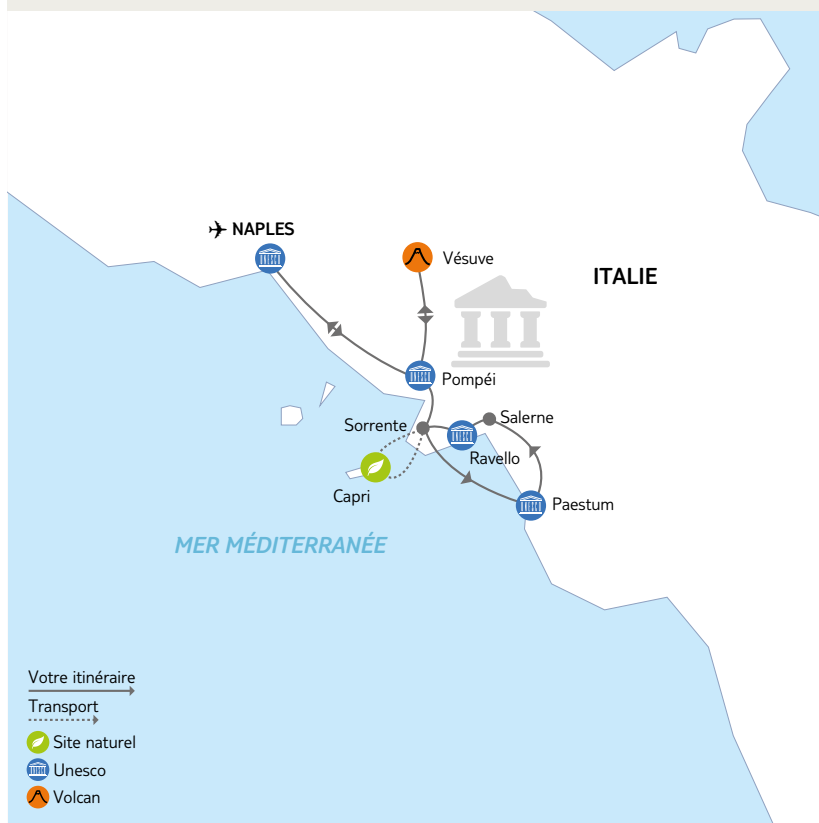 NAPLES
Vésuve
ITALIE
Pompéi
Salerne
Sorrente
Ravello
Capri
Paestum
MER MÉDITERRANÉE
Votre itinéraire
Transport
Site naturel
Unesco
Volcan